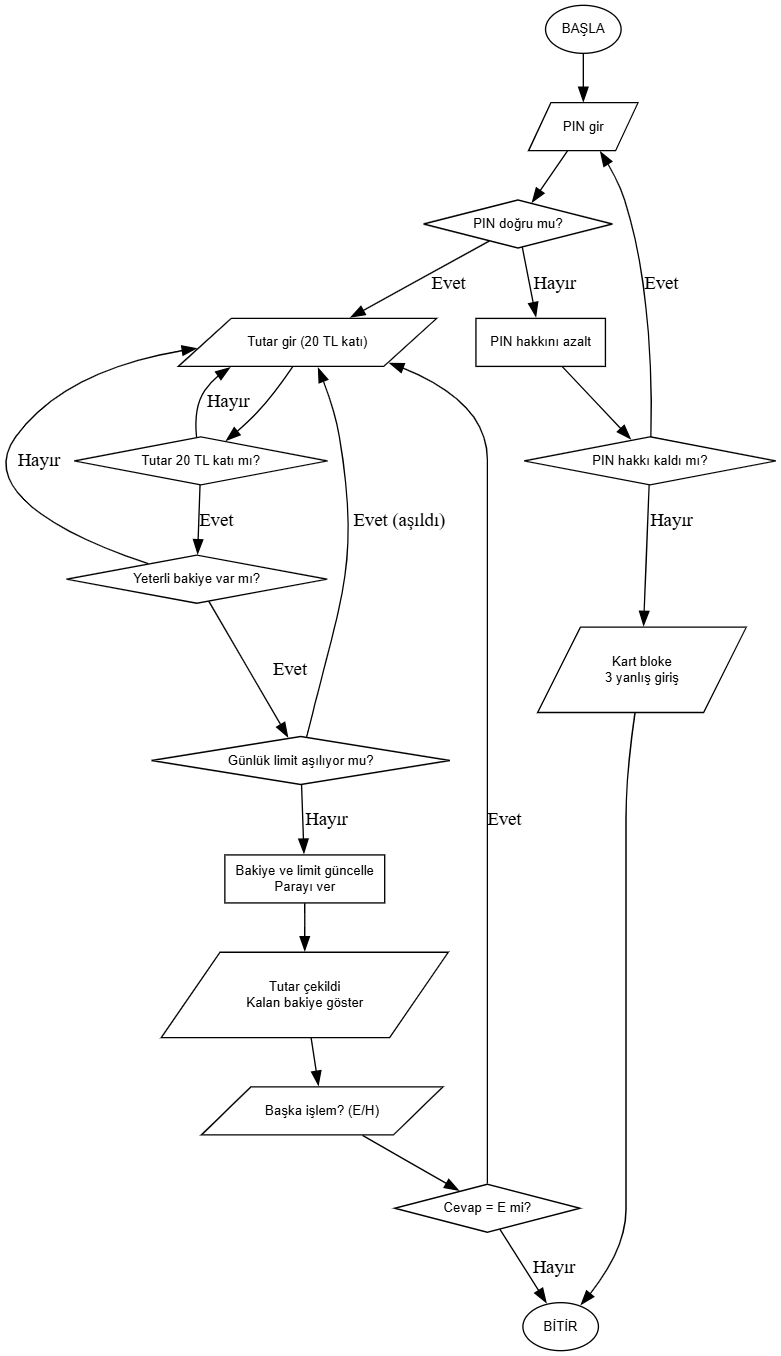 BAŞLA
PIN gir
PIN doğru mu?
Evet
Hayır
Evet
Tutar gir (20 TL katı)
PIN hakkını azalt
Hayır
Hayır
Tutar 20 TL katı mı?
PIN hakkı kaldı mı?
Evet
Evet (aşıldı)
Hayır
Yeterli bakiye var mı?
Evet
Kart bloke
3 yanlış giriş
Günlük limit aşılıyor mu?
Hayır
Evet
Bakiye ve limit güncelle
Parayı ver
Tutar çekildi
Kalan bakiye göster
Başka işlem? (E/H)
Cevap = E mi?
Hayır
BİTİR